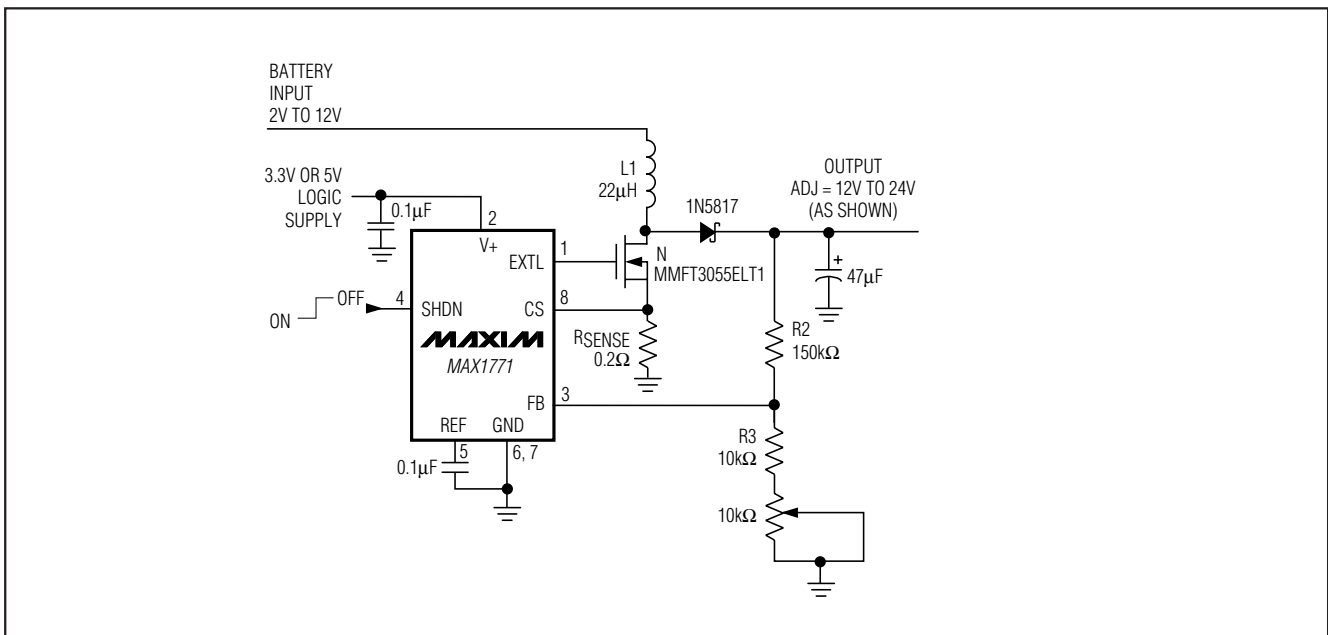 BATTERY
INPUT
2V TO 12V
L1
22μH
3.3V OR 5V
LOGIC
SUPPLY
0.1μF
2
V+
1N5817
OUTPUT
ADJ = 12V TO 24V
(AS SHOWN)
EXTL
1
N
MMFT3055ELT1
+
47μF
ON
OFF
4
SHDN
CS
8
RSENSE
0.2Ω
R2
150kΩ
MAXIM
MAX1771
FB
3
REF
GND
5
6, 7
0.1μF
R3
10kΩ
10kΩ